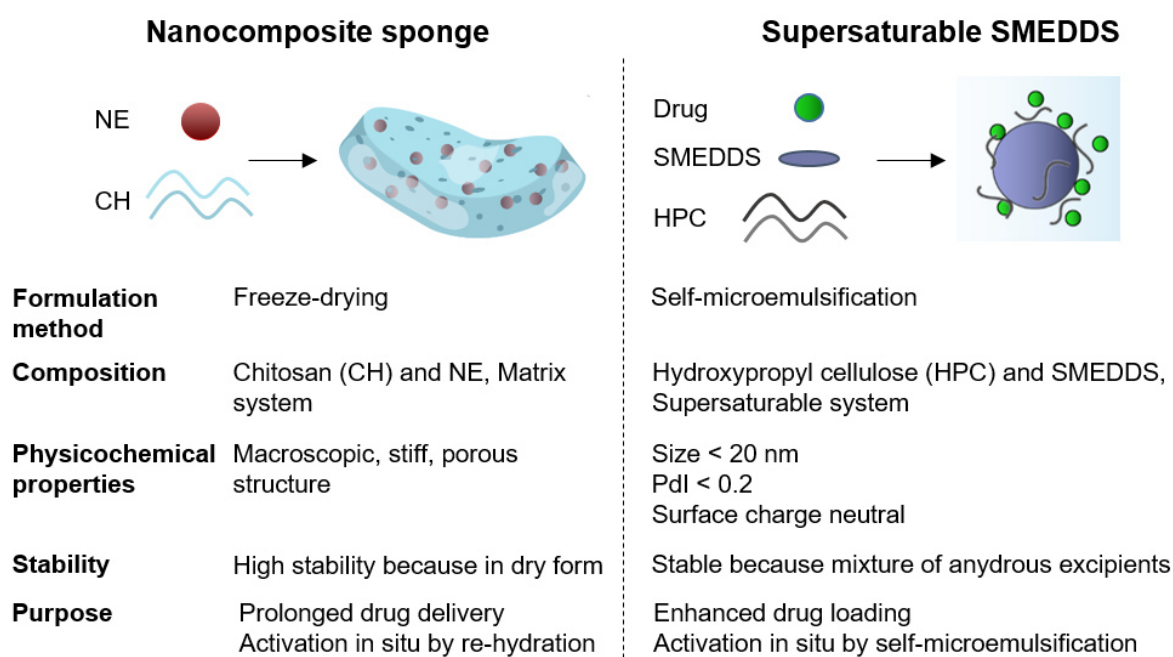 Nanocomposite sponge
Supersaturable SMEDDS
NE
CH
Drug
SMEDDS
HPC
Formulation
method
Freeze-drying
Self-microemulsification
Composition
Chitosan (CH) and NE, Matrix
system
Hydroxypropyl cellulose (HPC) and SMEDDS,
Supersaturable system
Physicochemical
properties
Macroscopic, stiff, porous
structure
Size < 20 nm
PdI < 0.2
Surface charge neutral
Stability
High stability because in dry form
Stable because mixture of anydrous excipients
Purpose
Prolonged drug delivery
Activation in situ by re-hydration
Enhanced drug loading
Activation in situ by self-microemulsification